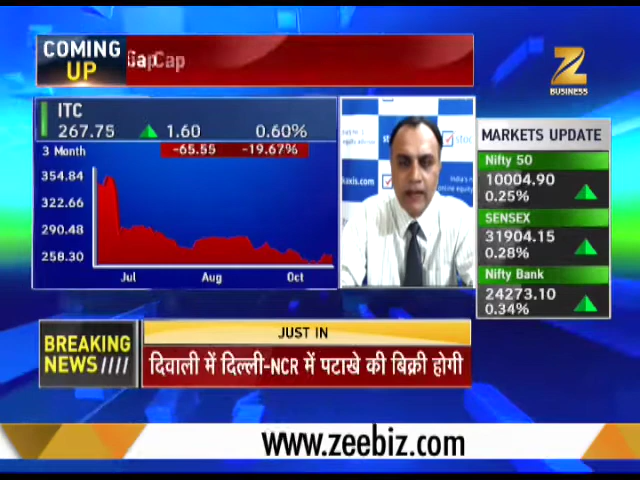 COMING
UP
Cap
Z
BUSINESS
ITC
267.75 1.60 0.60%
3 Month -65.55 -19.67%
354.84
322.66
290.48
258.30
Jul Aug Oct
MARKETS UPDATE
Nifty 50
10004.90
0.25%
SENSEX
31904.15
0.28%
Nifty Bank
24273.10
0.34%
BREAKING
NEWS
JUST IN
दिवाली में दिल्ली-NCR में पटाखे की बिक्री होगी
www.zeebiz.com